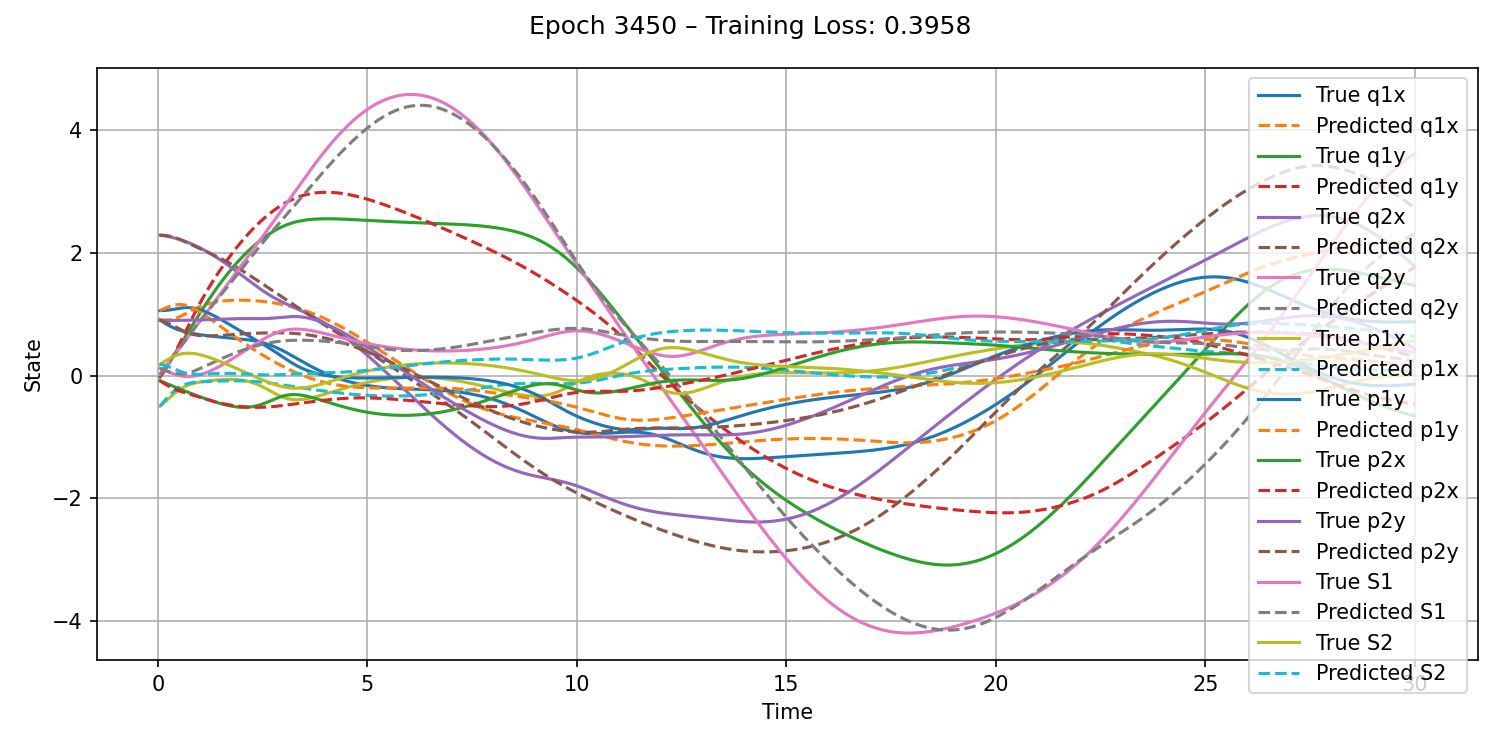 Epoch 3450 – Training Loss: 0.3958
State
4
2
0
−2
−4
0
5
10
15
20
25
30
Time
True q1x
Predicted q1x
True q1y
Predicted q1y
True q2x
Predicted q2x
True q2y
Predicted q2y
True p1x
Predicted p1x
True p1y
Predicted p1y
True p2x
Predicted p2x
True p2y
Predicted p2y
True S1
Predicted S1
True S2
Predicted S2